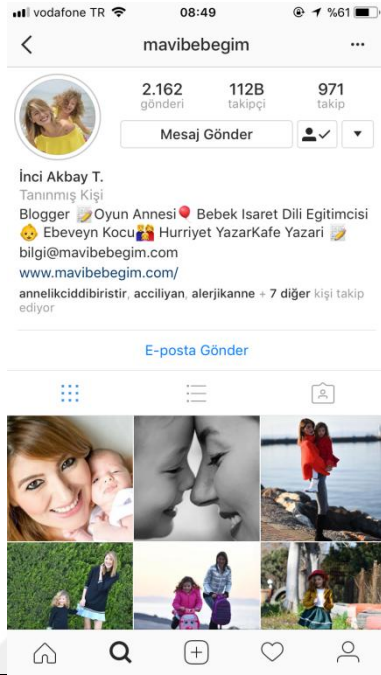 vodafone TR 08:49 %61
mavibebegim
2.162 112B 971
gönderi takipçi takip
Mesaj Gönder
İnci Akbay T.
Tanınmış Kişi
Blogger 📝Oyun Annesi🎈 Bebek Isaret Dili Egitimcisi
👶 Ebeveyn Kocu👪 Hurriyet YazarKafe Yazari 📝
bilgi@mavibebegim.com
www.mavibebegim.com/
annelikciddibiristir, acciliyan, alerjikanne + 7 diğer kişi takip
ediyor
E-posta Gönder